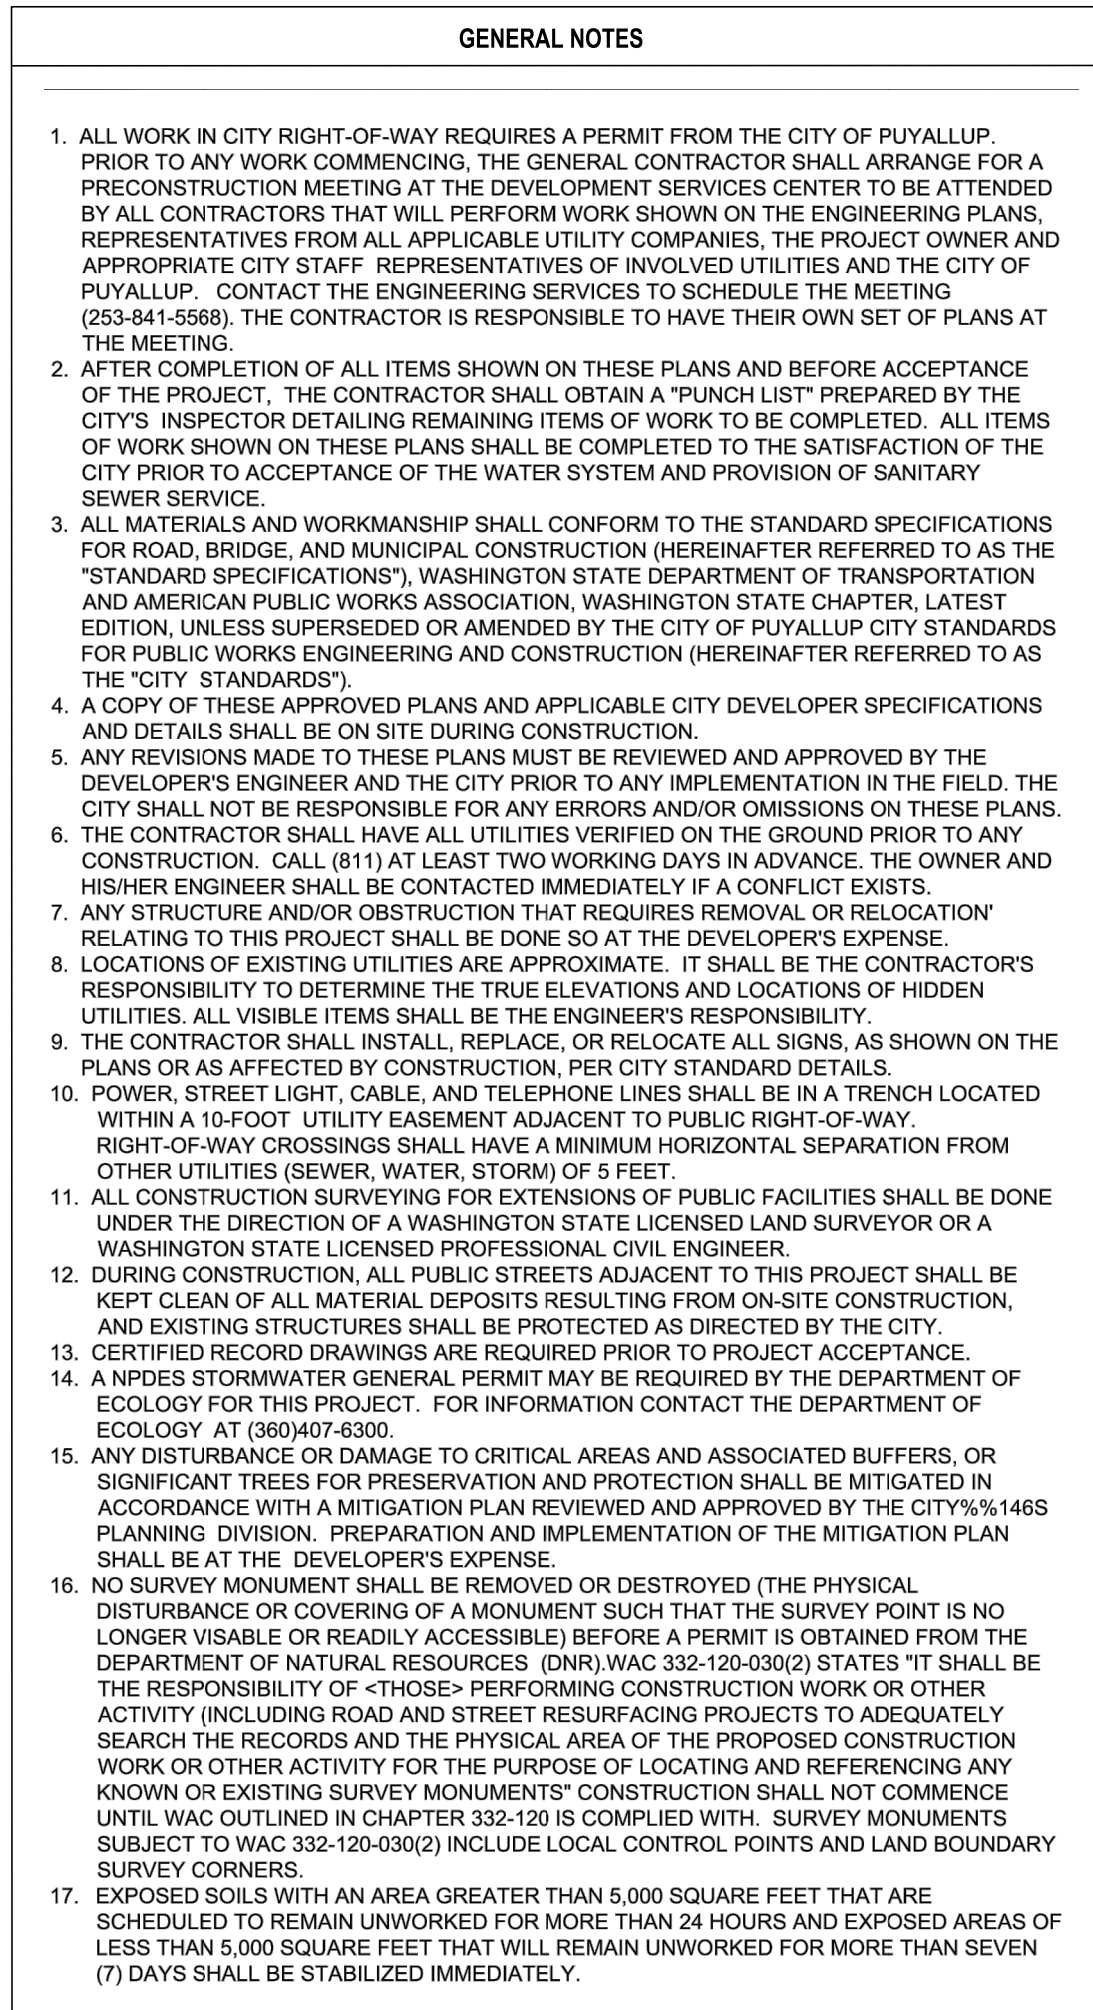 GENERAL NOTES
1. ALL WORK IN CITY RIGHT-OF-WAY REQUIRES A PERMIT FROM THE CITY OF PUYALLUP.
PRIOR TO ANY WORK COMMENCING, THE GENERAL CONTRACTOR SHALL ARRANGE FOR A
PRECONSTRUCTION MEETING AT THE DEVELOPMENT SERVICES CENTER TO BE ATTENDED
BY ALL CONTRACTORS THAT WILL PERFORM WORK SHOWN ON THE ENGINEERING PLANS,
REPRESENTATIVES FROM ALL APPLICABLE UTILITY COMPANIES, THE PROJECT OWNER AND
APPROPRIATE CITY STAFF REPRESENTATIVES OF INVOLVED UTILITIES AND THE CITY OF
PUYALLUP. CONTACT THE ENGINEERING SERVICES TO SCHEDULE THE MEETING
(253-841-5568). THE CONTRACTOR IS RESPONSIBLE TO HAVE THEIR OWN SET OF PLANS AT
THE MEETING.
2. AFTER COMPLETION OF ALL ITEMS SHOWN ON THESE PLANS AND BEFORE ACCEPTANCE
OF THE PROJECT, THE CONTRACTOR SHALL OBTAIN A "PUNCH LIST" PREPARED BY THE
CITY'S INSPECTOR DETAILING REMAINING ITEMS OF WORK TO BE COMPLETED. ALL ITEMS
OF WORK SHOWN ON THESE PLANS SHALL BE COMPLETED TO THE SATISFACTION OF THE
CITY PRIOR TO ACCEPTANCE OF THE WATER SYSTEM AND PROVISION OF SANITARY
SEWER SERVICE.
3. ALL MATERIALS AND WORKMANSHIP SHALL CONFORM TO THE STANDARD SPECIFICATIONS
FOR ROAD, BRIDGE, AND MUNICIPAL CONSTRUCTION (HEREINAFTER REFERRED TO AS THE
"STANDARD SPECIFICATIONS"), WASHINGTON STATE DEPARTMENT OF TRANSPORTATION
AND AMERICAN PUBLIC WORKS ASSOCIATION, WASHINGTON STATE CHAPTER, LATEST
EDITION, UNLESS SUPERSEDED OR AMENDED BY THE CITY OF PUYALLUP CITY STANDARDS
FOR PUBLIC WORKS ENGINEERING AND CONSTRUCTION (HEREINAFTER REFERRED TO AS
THE "CITY STANDARDS").
4. A COPY OF THESE APPROVED PLANS AND APPLICABLE CITY DEVELOPER SPECIFICATIONS
AND DETAILS SHALL BE ON SITE DURING CONSTRUCTION.
5. ANY REVISIONS MADE TO THESE PLANS MUST BE REVIEWED AND APPROVED BY THE
DEVELOPER'S ENGINEER AND THE CITY PRIOR TO ANY IMPLEMENTATION IN THE FIELD. THE
CITY SHALL NOT BE RESPONSIBLE FOR ANY ERRORS AND/OR OMISSIONS ON THESE PLANS.
6. THE CONTRACTOR SHALL HAVE ALL UTILITIES VERIFIED ON THE GROUND PRIOR TO ANY
CONSTRUCTION. CALL (811) AT LEAST TWO WORKING DAYS IN ADVANCE. THE OWNER AND
HIS/HER ENGINEER SHALL BE CONTACTED IMMEDIATELY IF A CONFLICT EXISTS.
7. ANY STRUCTURE AND/OR OBSTRUCTION THAT REQUIRES REMOVAL OR RELOCATION'
RELATING TO THIS PROJECT SHALL BE DONE SO AT THE DEVELOPER'S EXPENSE.
8. LOCATIONS OF EXISTING UTILITIES ARE APPROXIMATE. IT SHALL BE THE CONTRACTOR'S
RESPONSIBILITY TO DETERMINE THE TRUE ELEVATIONS AND LOCATIONS OF HIDDEN
UTILITIES. ALL VISIBLE ITEMS SHALL BE THE ENGINEER'S RESPONSIBILITY.
9. THE CONTRACTOR SHALL INSTALL, REPLACE, OR RELOCATE ALL SIGNS, AS SHOWN ON THE
PLANS OR AS AFFECTED BY CONSTRUCTION, PER CITY STANDARD DETAILS.
10. POWER, STREET LIGHT, CABLE, AND TELEPHONE LINES SHALL BE IN A TRENCH LOCATED
WITHIN A 10-FOOT UTILITY EASEMENT ADJACENT TO PUBLIC RIGHT-OF-WAY.
RIGHT-OF-WAY CROSSINGS SHALL HAVE A MINIMUM HORIZONTAL SEPARATION FROM
OTHER UTILITIES (SEWER, WATER, STORM) OF 5 FEET.
11. ALL CONSTRUCTION SURVEYING FOR EXTENSIONS OF PUBLIC FACILITIES SHALL BE DONE
UNDER THE DIRECTION OF A WASHINGTON STATE LICENSED LAND SURVEYOR OR A
WASHINGTON STATE LICENSED PROFESSIONAL CIVIL ENGINEER.
12. DURING CONSTRUCTION, ALL PUBLIC STREETS ADJACENT TO THIS PROJECT SHALL BE
KEPT CLEAN OF ALL MATERIAL DEPOSITS RESULTING FROM ON-SITE CONSTRUCTION,
AND EXISTING STRUCTURES SHALL BE PROTECTED AS DIRECTED BY THE CITY.
13. CERTIFIED RECORD DRAWINGS ARE REQUIRED PRIOR TO PROJECT ACCEPTANCE.
14. A NPDES STORMWATER GENERAL PERMIT MAY BE REQUIRED BY THE DEPARTMENT OF
ECOLOGY FOR THIS PROJECT. FOR INFORMATION CONTACT THE DEPARTMENT OF
ECOLOGY AT (360)407-6300.
15. ANY DISTURBANCE OR DAMAGE TO CRITICAL AREAS AND ASSOCIATED BUFFERS, OR
SIGNIFICANT TREES FOR PRESERVATION AND PROTECTION SHALL BE MITIGATED IN
ACCORDANCE WITH A MITIGATION PLAN REVIEWED AND APPROVED BY THE CITY%%146S
PLANNING DIVISION. PREPARATION AND IMPLEMENTATION OF THE MITIGATION PLAN
SHALL BE AT THE DEVELOPER'S EXPENSE.
16. NO SURVEY MONUMENT SHALL BE REMOVED OR DESTROYED (THE PHYSICAL
DISTURBANCE OR COVERING OF A MONUMENT SUCH THAT THE SURVEY POINT IS NO
LONGER VISABLE OR READILY ACCESSIBLE) BEFORE A PERMIT IS OBTAINED FROM THE
DEPARTMENT OF NATURAL RESOURCES (DNR).WAC 332-120-030(2) STATES "IT SHALL BE
THE RESPONSIBILITY OF <THOSE> PERFORMING CONSTRUCTION WORK OR OTHER
ACTIVITY (INCLUDING ROAD AND STREET RESURFACING PROJECTS TO ADEQUATELY
SEARCH THE RECORDS AND THE PHYSICAL AREA OF THE PROPOSED CONSTRUCTION
WORK OR OTHER ACTIVITY FOR THE PURPOSE OF LOCATING AND REFERENCING ANY
KNOWN OR EXISTING SURVEY MONUMENTS" CONSTRUCTION SHALL NOT COMMENCE
UNTIL WAC OUTLINED IN CHAPTER 332-120 IS COMPLIED WITH. SURVEY MONUMENTS
SUBJECT TO WAC 332-120-030(2) INCLUDE LOCAL CONTROL POINTS AND LAND BOUNDARY
SURVEY CORNERS.
17. EXPOSED SOILS WITH AN AREA GREATER THAN 5,000 SQUARE FEET THAT ARE
SCHEDULED TO REMAIN UNWORKED FOR MORE THAN 24 HOURS AND EXPOSED AREAS OF
LESS THAN 5,000 SQUARE FEET THAT WILL REMAIN UNWORKED FOR MORE THAN SEVEN
(7) DAYS SHALL BE STABILIZED IMMEDIATELY.